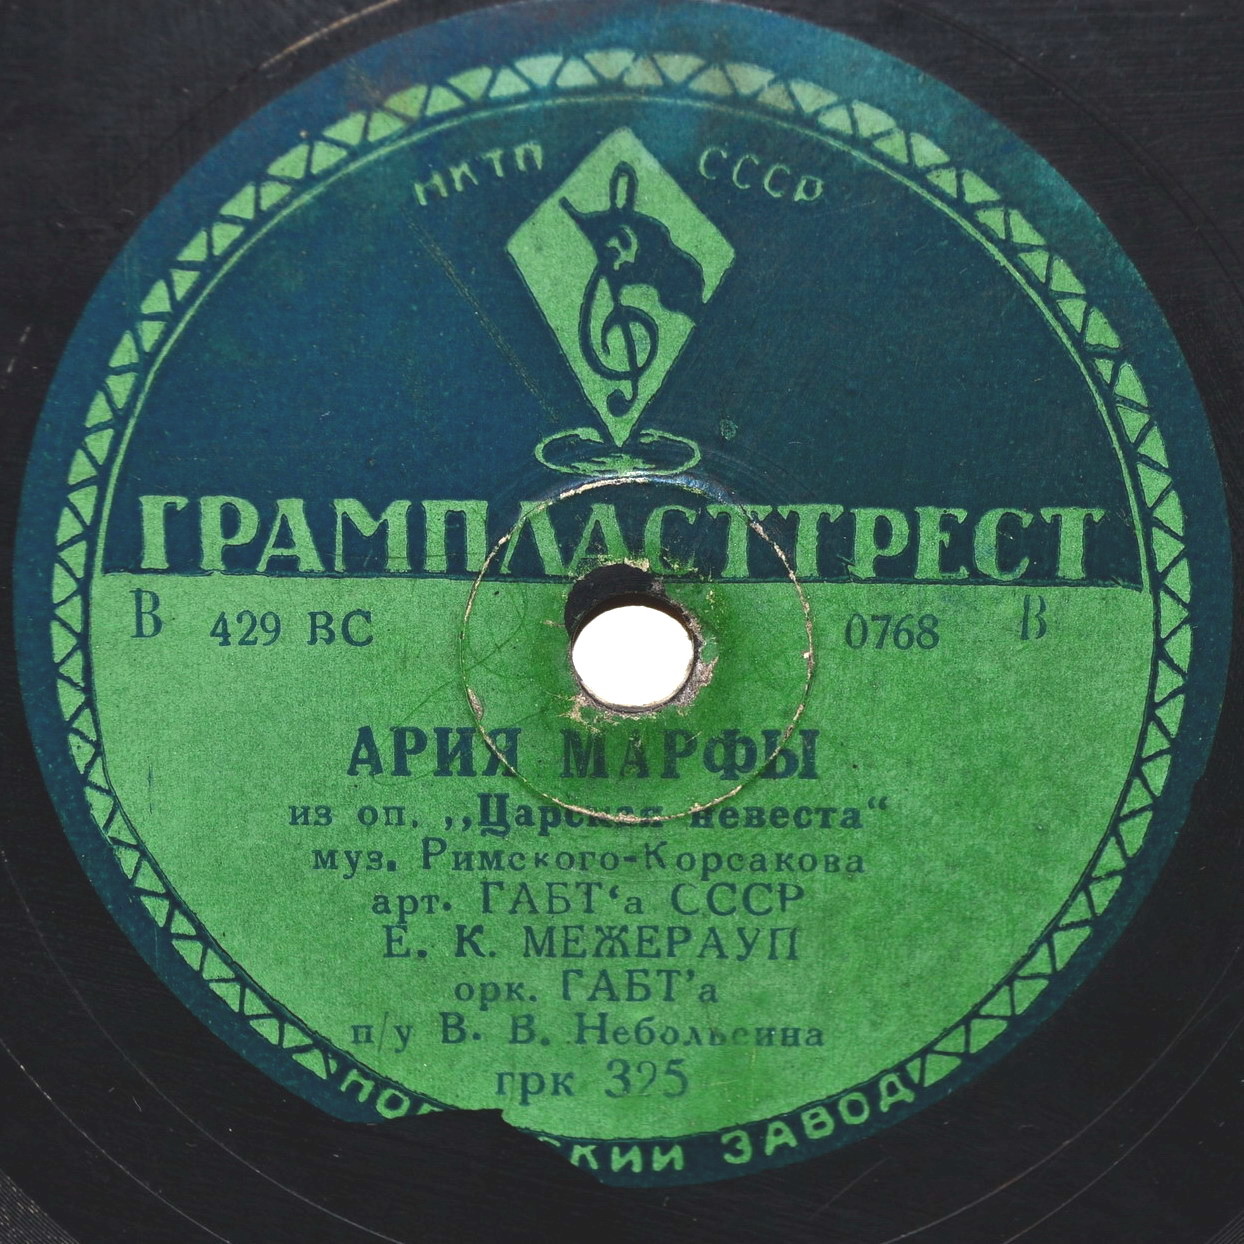 НКТП СССР
ГРАМПЛАСТТРЕСТ
В 429 ВС 0768 В
АРИЯ МАРФЫ
из оп. „Царская невеста“
муз. Римского-Корсакова
арт. ГАБТ‘а СССР
Е. К. МЕЖЕРАУП
орк. ГАБТ’а
п/у В. В. Небольсина
грк 325
ЗАВОД